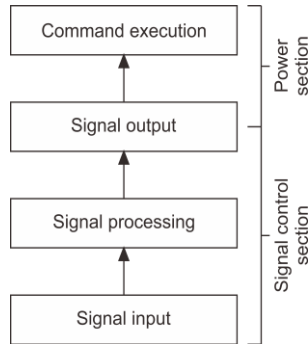 Command execution
Signal output
Signal processing
Signal input
Power
section
Signal control
section